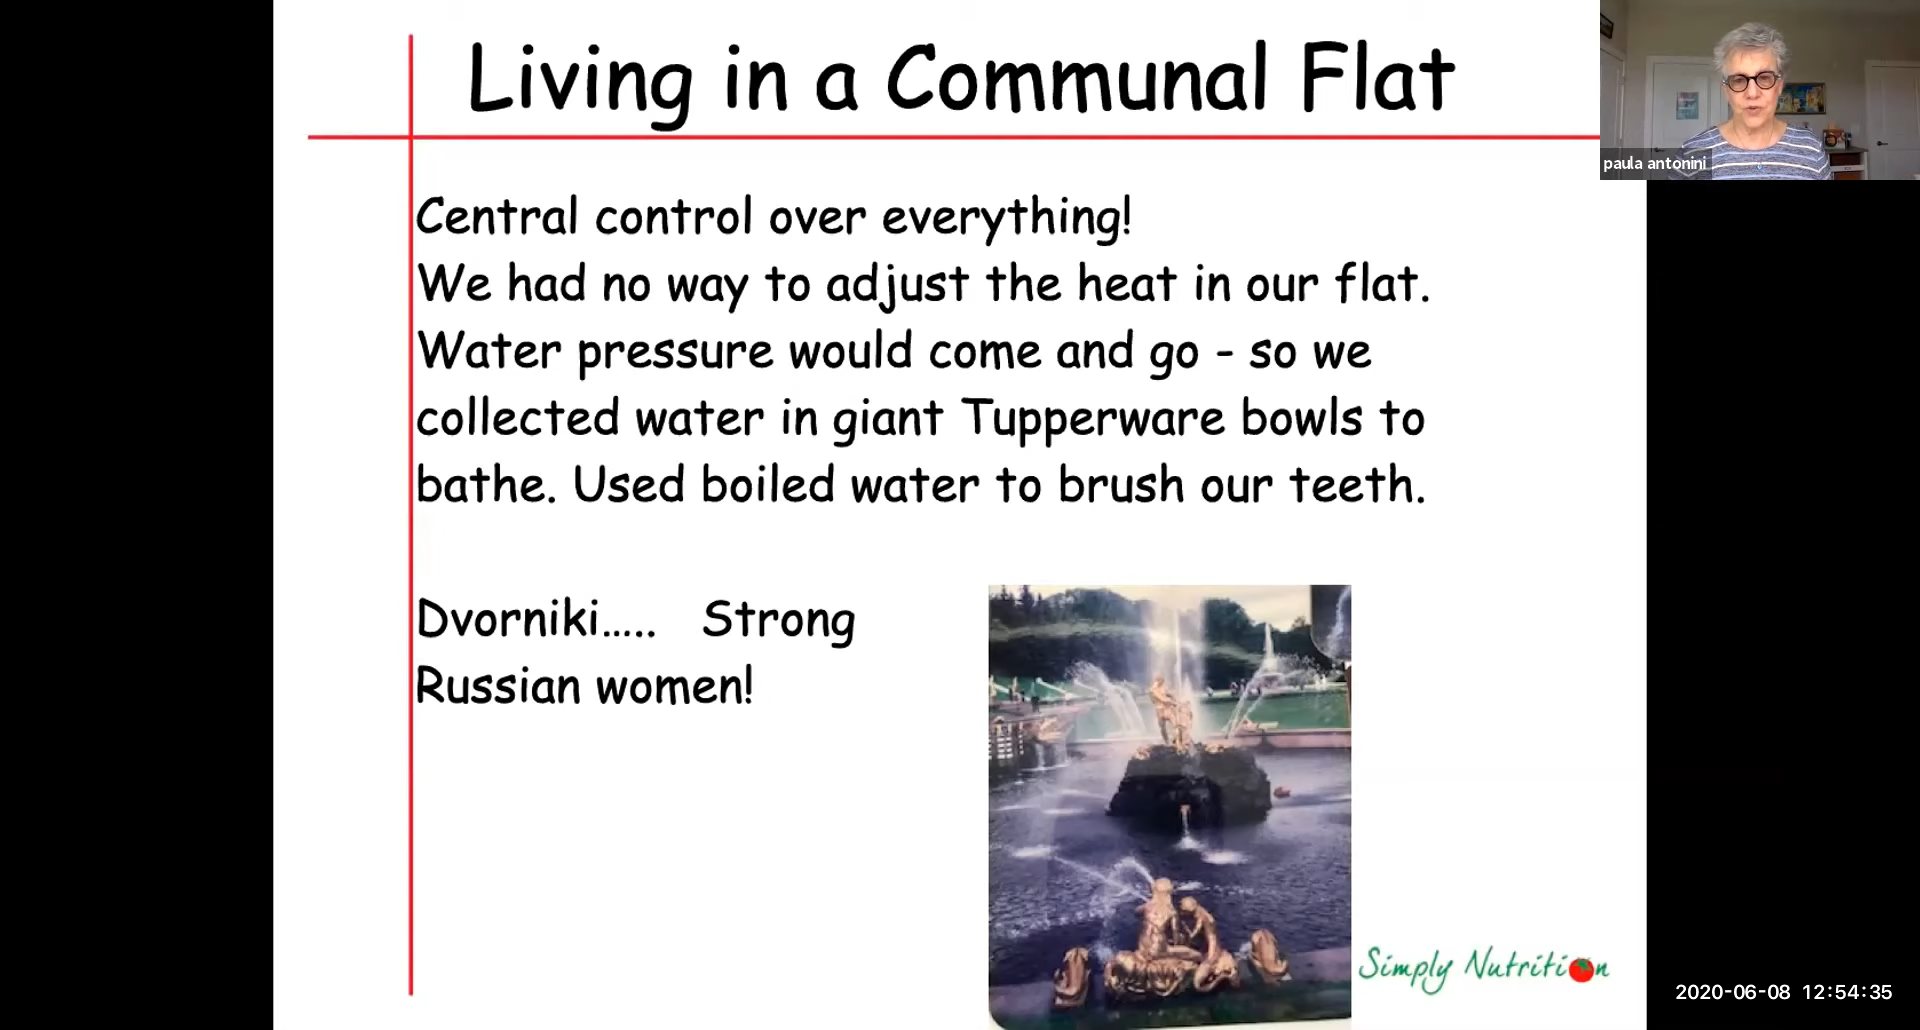 Living in a Communal Flat
paula antonini
Central control over everything!
We had no way to adjust the heat in our flat.
Water pressure would come and go - so we
collected water in giant Tupperware bowls to
bathe. Used boiled water to brush our teeth.
Dvorniki..... Strong
Russian women!
Simply Nutrition
2020-06-08 12:54:35